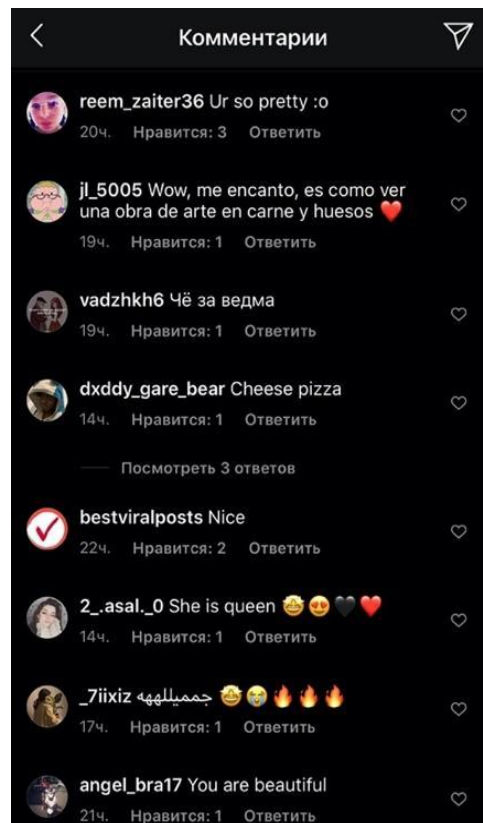 Комментарии
reem_zaiter36 Ur so pretty :o
20ч. Нравится: 3 Ответить
jl_5005 Wow, me encanto, es como ver
una obra de arte en carne y huesos ❤️
19ч. Нравится: 1 Ответить
vadzhkh6 Чё за ведма
19ч. Нравится: 1 Ответить
dxddy_gare_bear Cheese pizza
14ч. Нравится: 1 Ответить
Посмотреть 3 ответов
bestviralposts Nice
22ч. Нравится: 2 Ответить
2_.asal._0 She is queen 🤩😍🖤❤️
14ч. Нравится: 1 Ответить
_7iixiz جممیللههه 🤩😭🔥🔥🔥
17ч. Нравится: 1 Ответить
angel_bra17 You are beautiful
21ч. Нравится: 1 Ответить